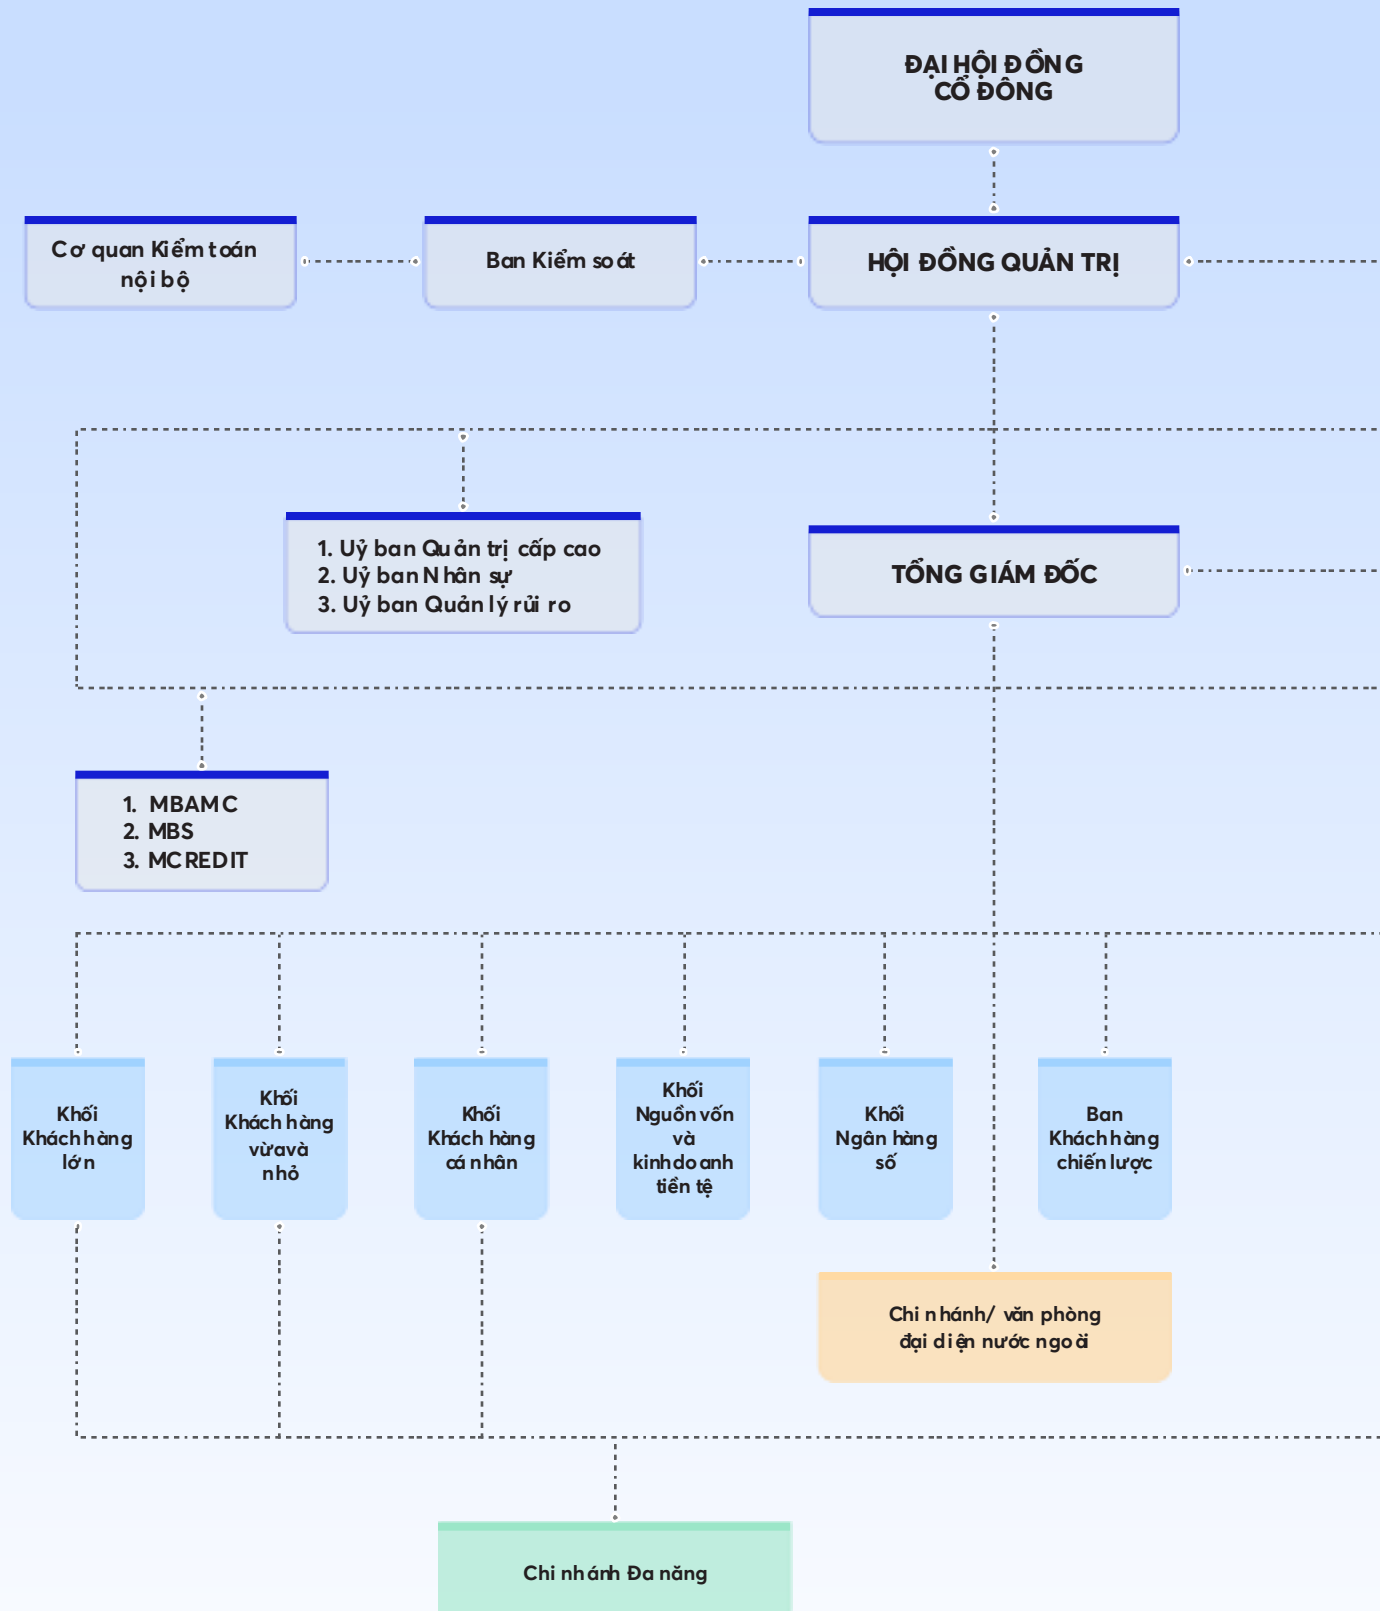 ĐẠI HỘI ĐỒNG
CỔ ĐÔNG
Cơ quan Kiểm toán
nội bộ
Ban Kiểm soát
HỘI ĐỒNG QUẢN TRỊ
1. Uỷ ban Quản trị cấp cao
2. Uỷ ban Nhân sự
3. Uỷ ban Quản lý rủi ro
TỔNG GIÁM ĐỐC
1. MBAMC
2. MBS
3. MCREDIT
Khối
Khách hàng
lớn
Khối
Khách hàng
vừa và
nhỏ
Khối
Khách hàng
cá nhân
Khối
Nguồn vốn
và
kinh doanh
tiền tệ
Khối
Ngân hàng
số
Ban
Khách hàng
chiến lược
Chi nhánh/ văn phòng
đại diện nước ngoài
Chi nhánh Đa năng